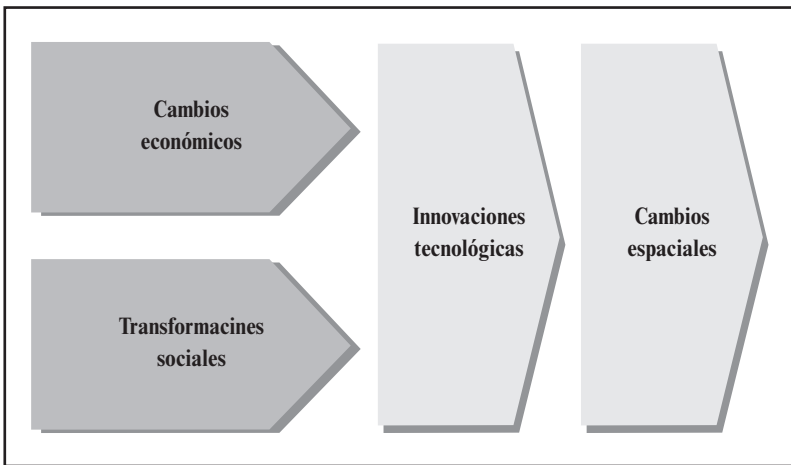 Cambios
económicos
Transformacines
sociales
Innovaciones
tecnológicas
Cambios
espaciales